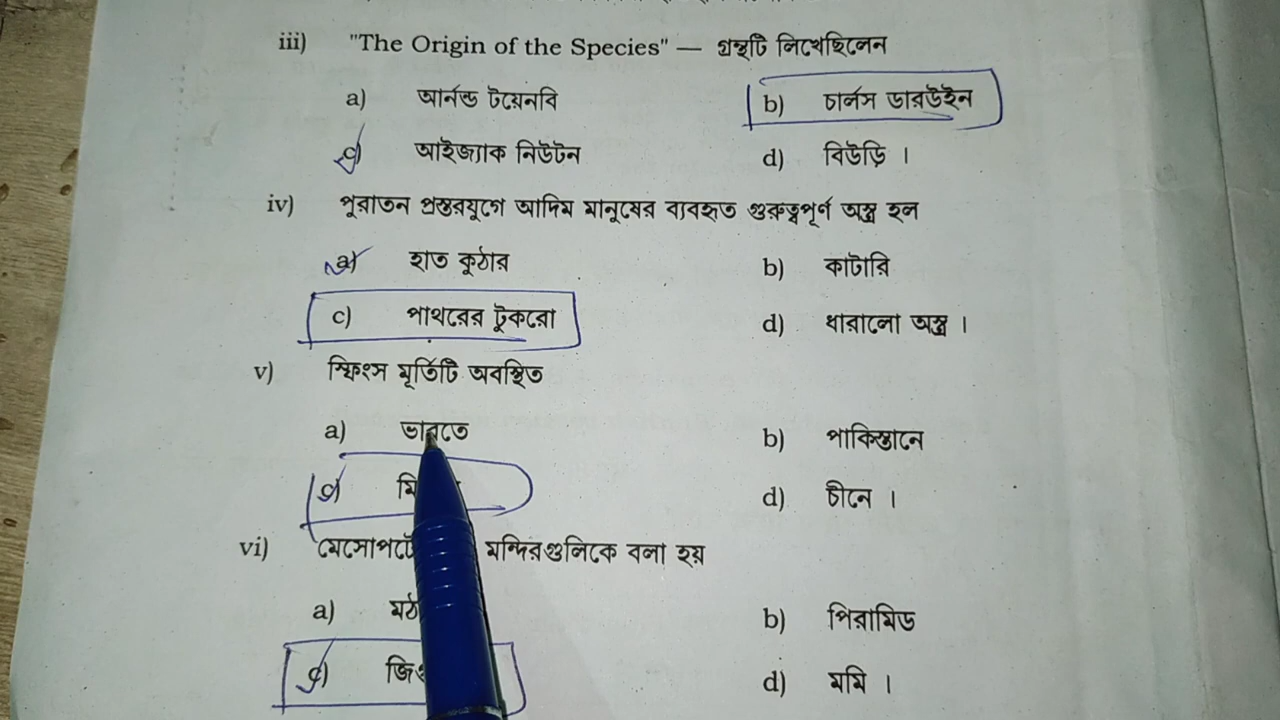 iii) "The Origin of the Species" — গ্রন্থটি লিখেছিলেন
a) আর্নল্ড টয়েনবি b) চার্লস ডারউইন
c) আইজ্যাক নিউটন d) বিউড়ি ।
iv) পুরাতন প্রস্তরযুগে আদিম মানুষের ব্যবহৃত গুরুত্বপূর্ণ অস্ত্র হল
a) হাত কুঠার b) কাটারি
c) পাথরের টুকরো d) ধারালো অস্ত্র ।
v) স্ফিংস মূর্তিটি অবস্থিত
a) ভারতে b) পাকিস্তানে
c) d) চীনে ।
vi) মন্দিরগুলিকে বলা হয়
a) b) পিরামিড
c) d) মমি ।